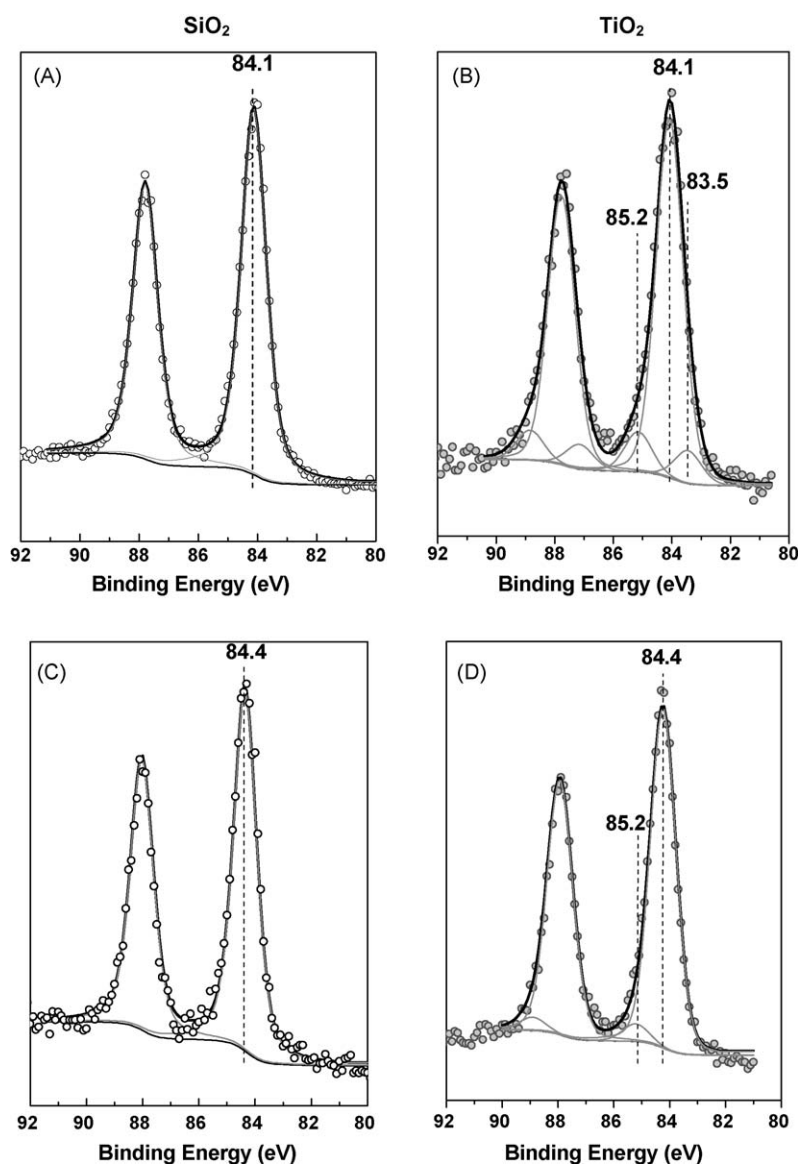 SiO₂
TiO₂
(A)
84.1
92 90 88 86 84 82 80
Binding Energy (eV)
(B)
84.1
83.5
85.2
92 90 88 86 84 82 80
Binding Energy (eV)
(C)
84.4
92 90 88 86 84 82 80
Binding Energy (eV)
(D)
84.4
85.2
92 90 88 86 84 82 80
Binding Energy (eV)